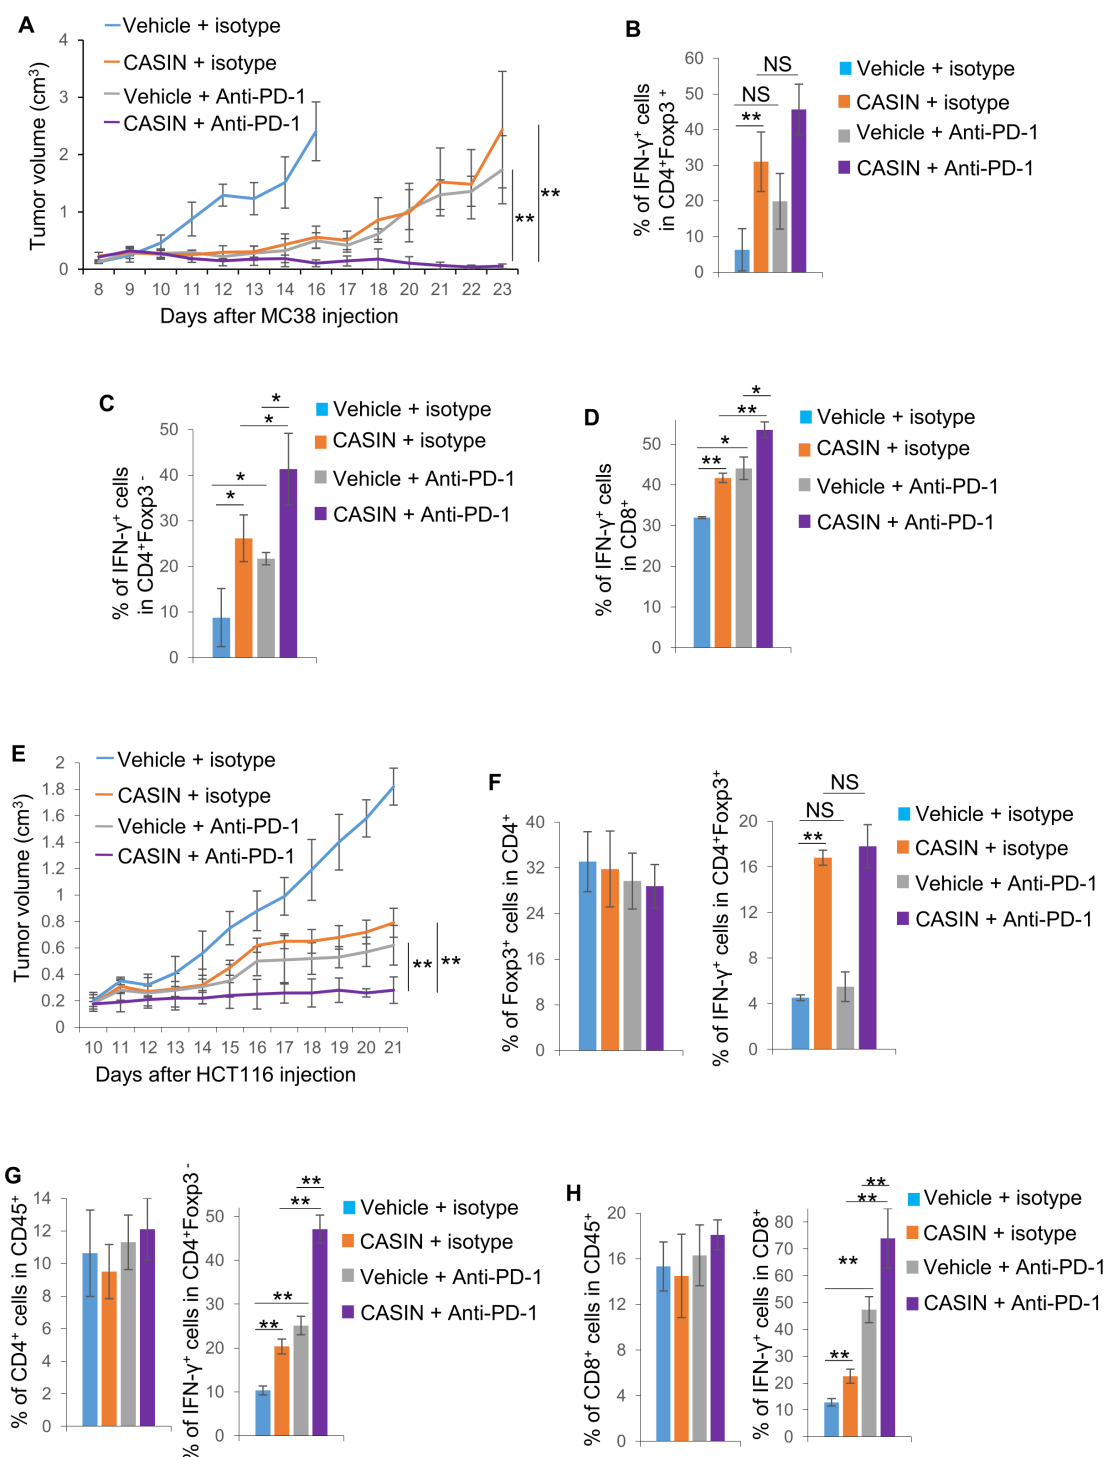 A
Vehicle + isotype
CASIN + isotype
Vehicle + Anti-PD-1
CASIN + Anti-PD-1
Tumor volume (cm³)
4
3
2
1
0
**
**
8 9 10 11 12 13 14 16 17 18 20 21 22 23
Days after MC38 injection
B
% of IFN-γ⁺ cells
in CD4⁺Foxp3⁺
60
50
40
30
20
10
0
NS
NS
**
Vehicle + isotype
CASIN + isotype
Vehicle + Anti-PD-1
CASIN + Anti-PD-1
C
% of IFN-γ⁺ cells
in CD4⁺Foxp3⁻
50
40
30
20
10
0
*
*
*
*
Vehicle + isotype
CASIN + isotype
Vehicle + Anti-PD-1
CASIN + Anti-PD-1
D
% of IFN-γ⁺ cells
in CD8⁺
50
40
30
20
10
0
*
**
*
**
Vehicle + isotype
CASIN + isotype
Vehicle + Anti-PD-1
CASIN + Anti-PD-1
E
Tumor volume (cm³)
2
1.8
1.6
1.4
1.2
1
0.8
0.6
0.4
0.2
0
Vehicle + isotype
CASIN + isotype
Vehicle + Anti-PD-1
CASIN + Anti-PD-1
** **
10 11 12 13 14 15 16 17 18 19 20 21
Days after HCT116 injection
F
% of Foxp3⁺ cells in CD4⁺
40
32
24
16
8
0
% of IFN-γ⁺ cells in CD4⁺Foxp3⁺
20
16
12
8
4
0
NS
NS
**
Vehicle + isotype
CASIN + isotype
Vehicle + Anti-PD-1
CASIN + Anti-PD-1
G
% of CD4⁺ cells in CD45⁺
14
12
10
8
6
4
2
0
% of IFN-γ⁺ cells in CD4⁺Foxp3⁻
50
40
30
20
10
0
**
**
**
**
Vehicle + isotype
CASIN + isotype
Vehicle + Anti-PD-1
CASIN + Anti-PD-1
H
% of CD8⁺ cells in CD45⁺
20
16
12
8
4
0
% of IFN-γ⁺ cells in CD8⁺
80
70
60
50
40
30
20
10
0
**
**
**
**
Vehicle + isotype
CASIN + isotype
Vehicle + Anti-PD-1
CASIN + Anti-PD-1